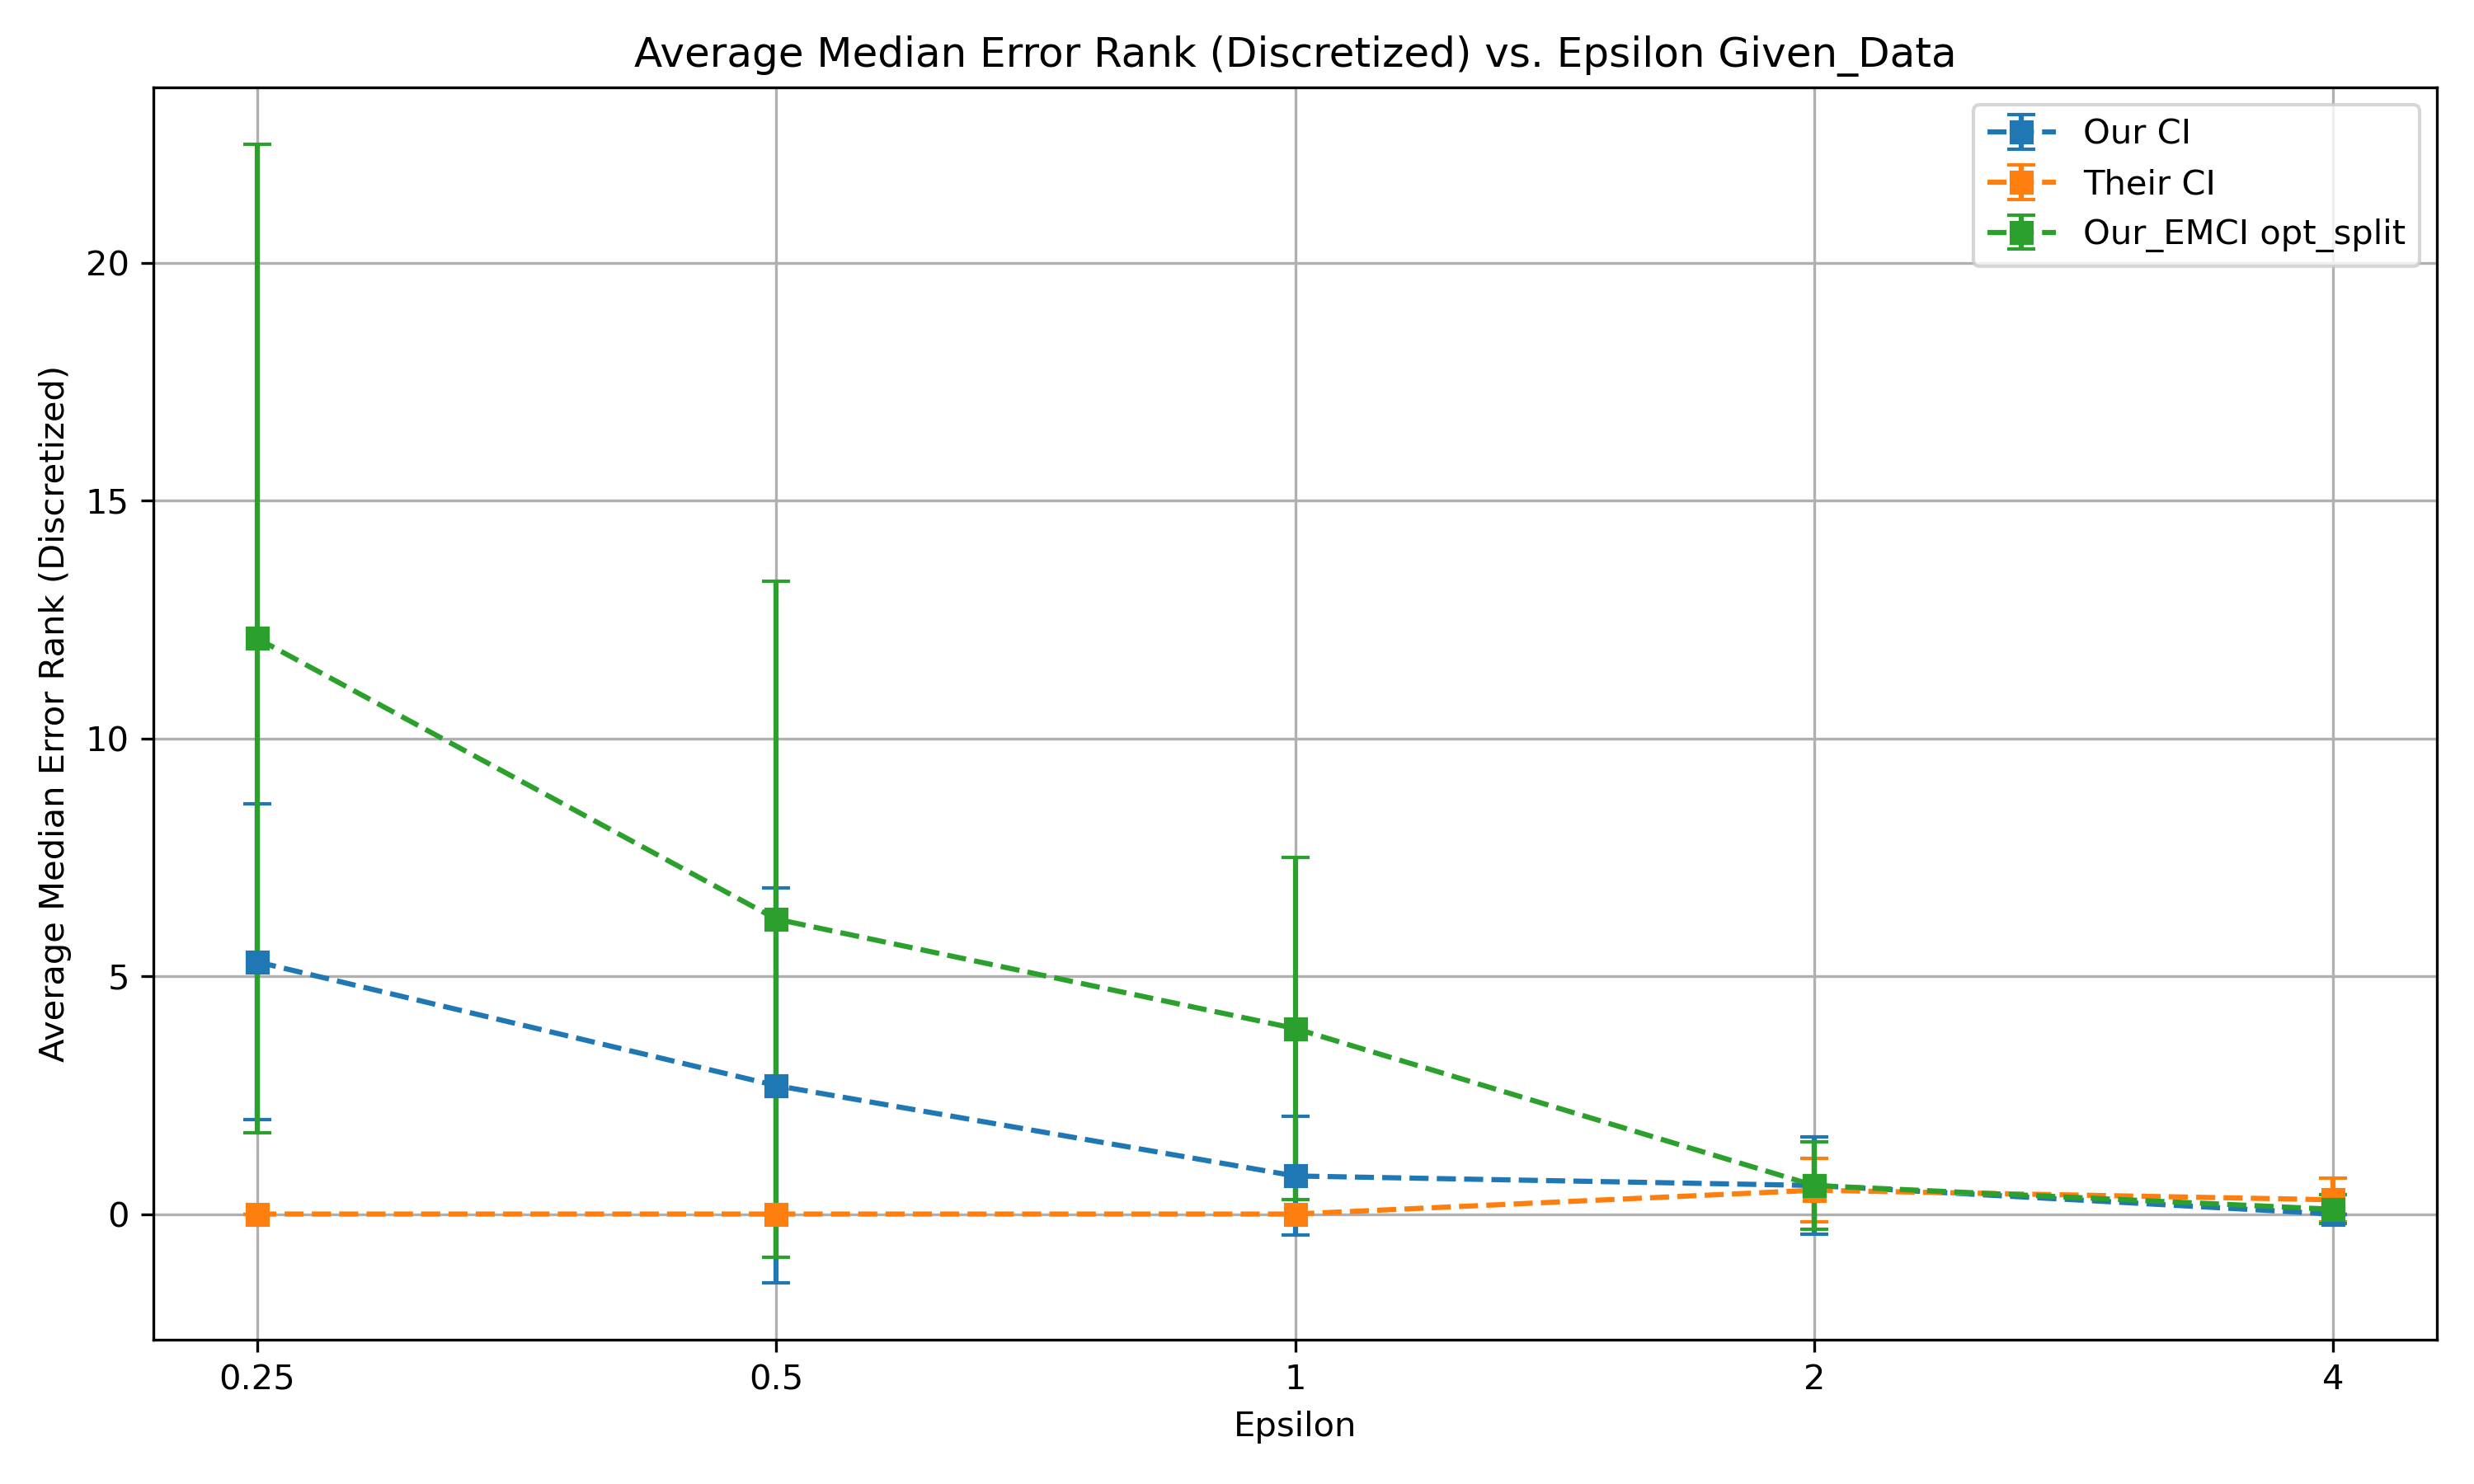 Average Median Error Rank (Discretized) vs. Epsilon Given_Data
Our CI
Their CI
Our_EMCI opt_split
Average Median Error Rank (Discretized)
20
15
10
5
0
0.25 0.5 1 2 4
Epsilon